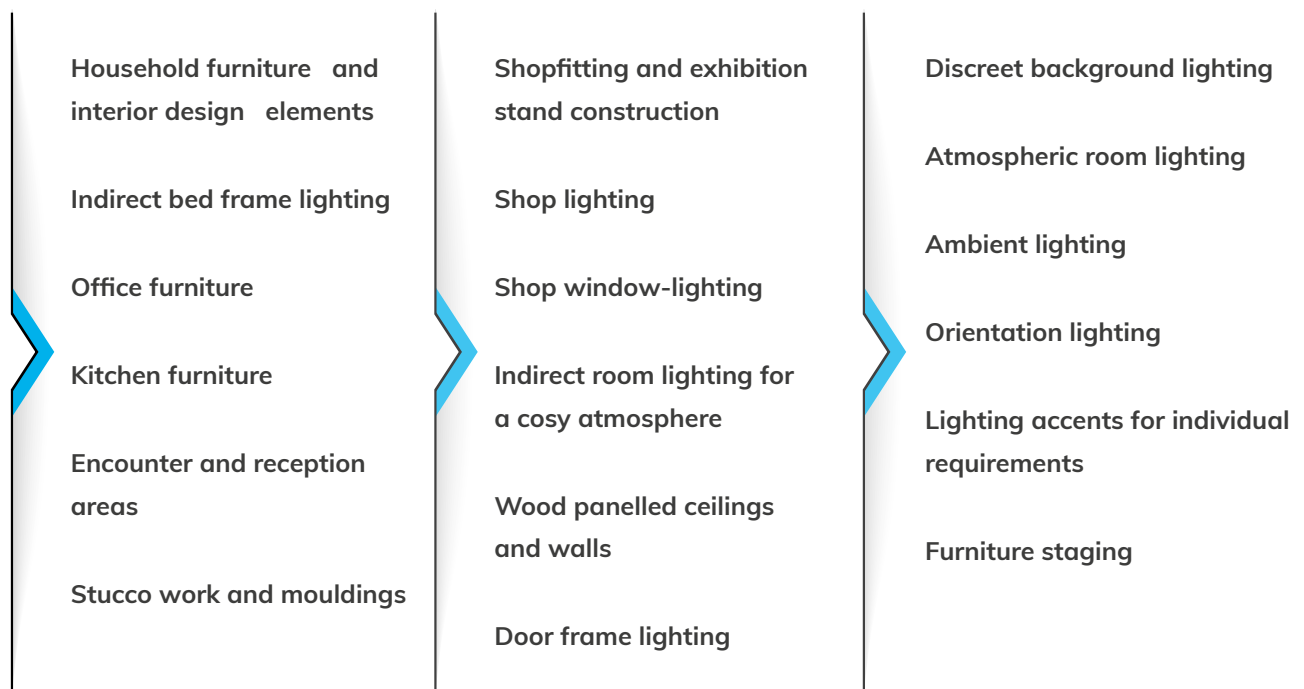 Household furniture and
interior design elements
Indirect bed frame lighting
Office furniture
Kitchen furniture
Encounter and reception
areas
Stucco work and mouldings
Shopfitting and exhibition
stand construction
Shop lighting
Shop window-lighting
Indirect room lighting for
a cosy atmosphere
Wood panelled ceilings
and walls
Door frame lighting
Discreet background lighting
Atmospheric room lighting
Ambient lighting
Orientation lighting
Lighting accents for individual
requirements
Furniture staging